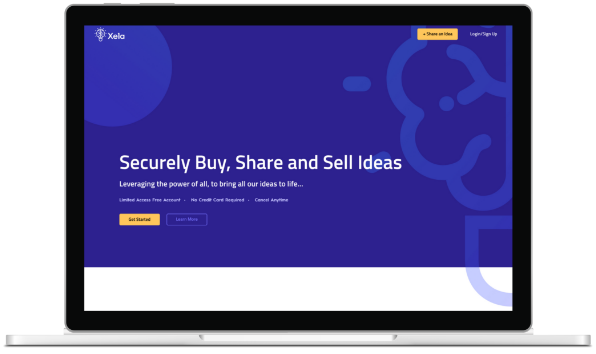 Xela
+ Share an Idea
Login/Sign Up
Securely Buy, Share and Sell Ideas
Leveraging the power of all, to bring all our ideas to life...
Limited Access Free Account • No Credit Card Required • Cancel Anytime
Get Started
Learn More